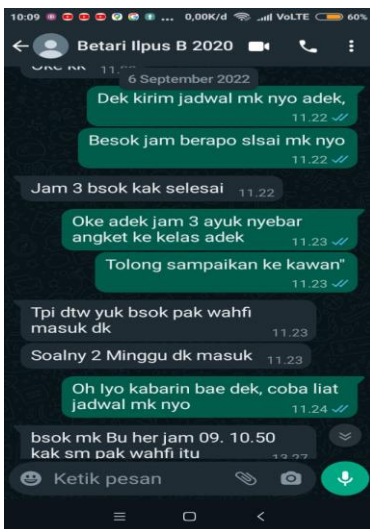 10:09 ... 0,00K/d VoLTE 60%
Betari Ilpus B 2020
Oke kk 11.
6 September 2022
Dek kirim jadwal mk nyo adek,
11.22
Besok jam berapo slsai mk nyo
11.22
Jam 3 bsok kak selesai 11.22
Oke adek jam 3 ayuk nyebar
angket ke kelas adek 11.23
Tolong sampaikan ke kawan"
11.23
Tpi dtw yuk bsok pak wahfi
masuk dk 11.23
Soalny 2 Minggu dk masuk 11.23
Oh Iyo kabarin bae dek, coba liat
jadwal mk nyo 11.24
bsok mk Bu her jam 09. 10.50
kak sm pak wahfi itu 13.27
Ketik pesan